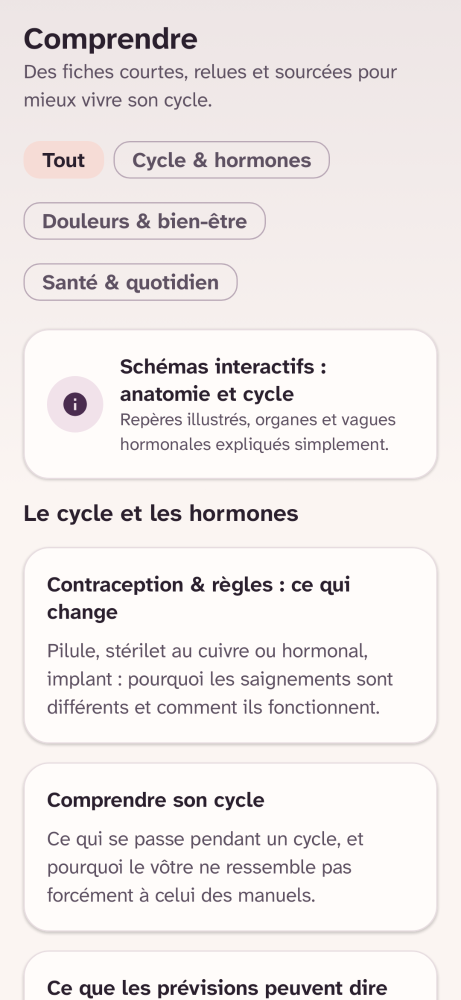 Comprendre
Des fiches courtes, relues et sourcées pour
mieux vivre son cycle.
Tout
Cycle & hormones
Douleurs & bien-être
Santé & quotidien
Schémas interactifs :
anatomie et cycle
Repères illustrés, organes et vagues
hormonales expliqués simplement.
Le cycle et les hormones
Contraception & règles : ce qui
change
Pilule, stérilet au cuivre ou hormonal,
implant : pourquoi les saignements sont
différents et comment ils fonctionnent.
Comprendre son cycle
Ce qui se passe pendant un cycle, et
pourquoi le vôtre ne ressemble pas
forcément à celui des manuels.
Ce que les prévisions peuvent dire